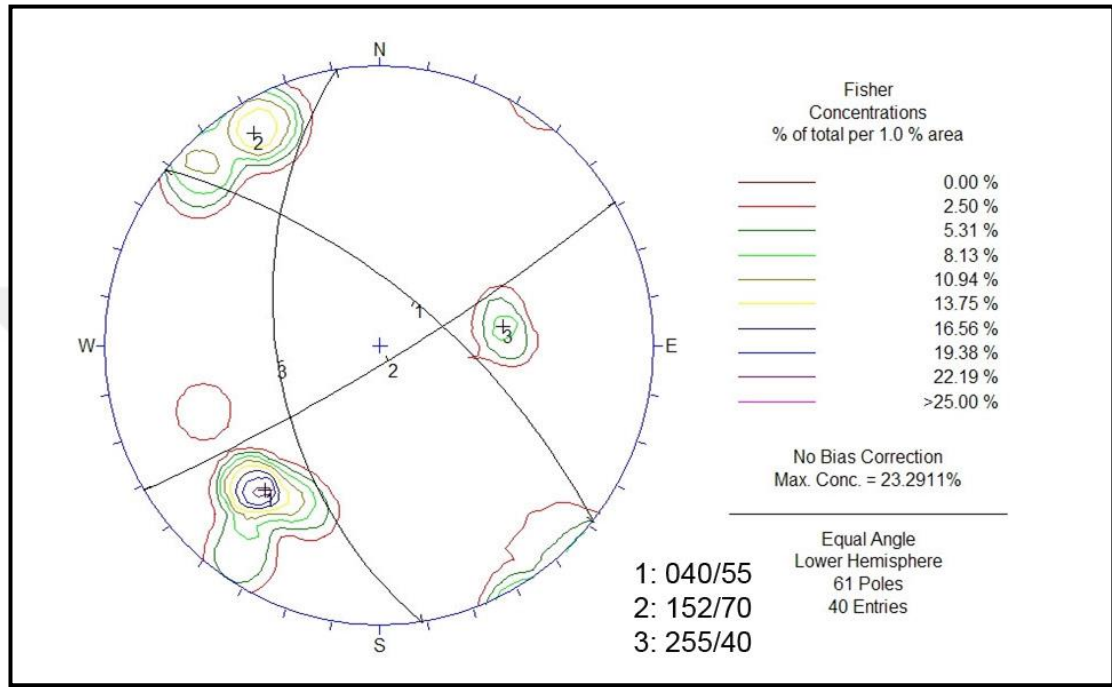 N
W
E
S
1
2
3
1
2
3
Fisher
Concentrations
% of total per 1.0 % area
0.00 %
2.50 %
5.31 %
8.13 %
10.94 %
13.75 %
16.56 %
19.38 %
22.19 %
>25.00 %
No Bias Correction
Max. Conc. = 23.2911%
Equal Angle
Lower Hemisphere
61 Poles
40 Entries
1: 040/55
2: 152/70
3: 255/40